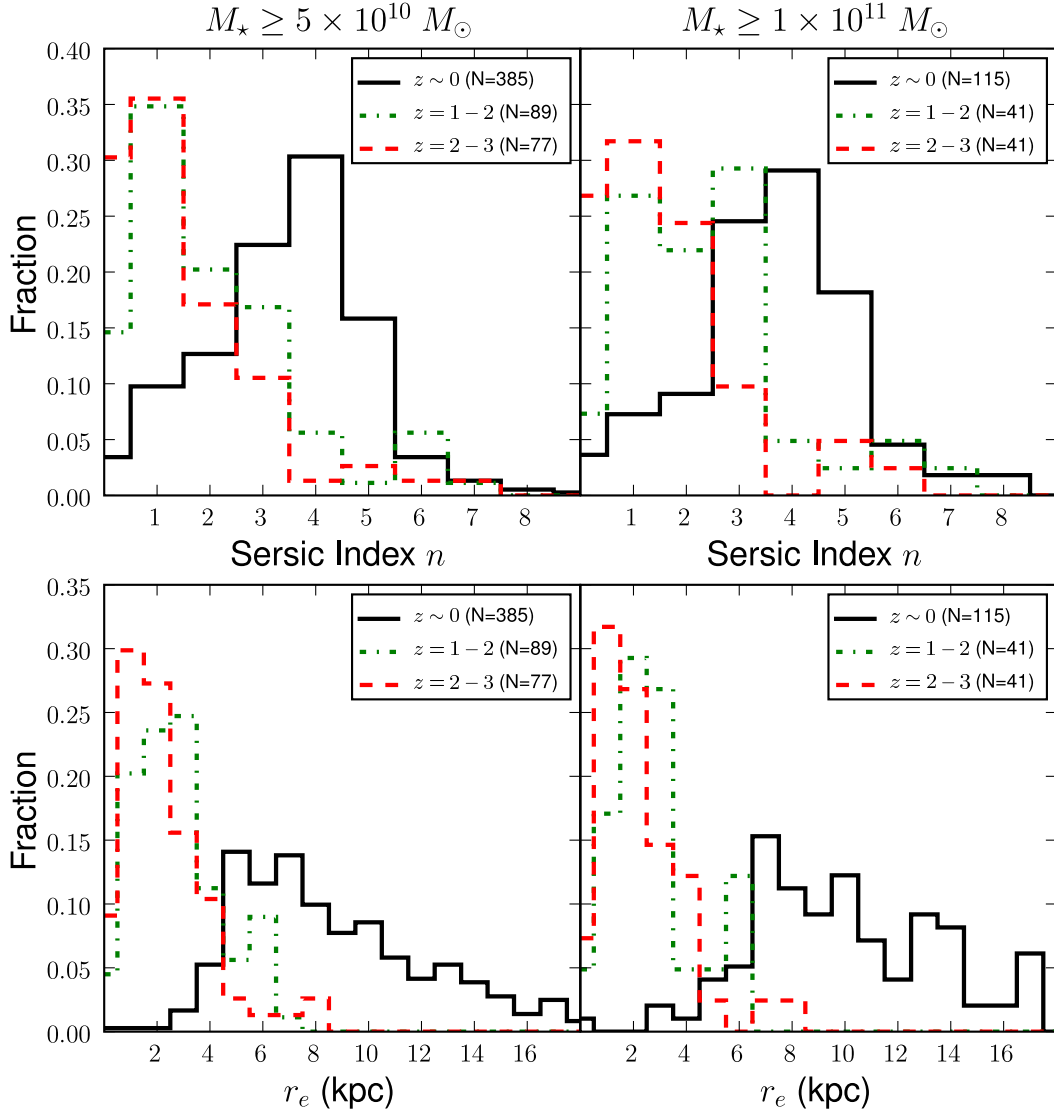 M⋆ ≥ 5 × 10¹⁰ M⊙
M⋆ ≥ 1 × 10¹¹ M⊙
0.40
0.35
0.30
0.25
0.20
0.15
0.10
0.05
0.00
Fraction
z ∼ 0 (N=385)
z = 1 − 2 (N=89)
z = 2 − 3 (N=77)
1 2 3 4 5 6 7 8
Sersic Index n
z ∼ 0 (N=115)
z = 1 − 2 (N=41)
z = 2 − 3 (N=41)
1 2 3 4 5 6 7 8
Sersic Index n
0.35
0.30
0.25
0.20
0.15
0.10
0.05
0.00
Fraction
z ∼ 0 (N=385)
z = 1 − 2 (N=89)
z = 2 − 3 (N=77)
2 4 6 8 10 12 14 16
rₑ (kpc)
z ∼ 0 (N=115)
z = 1 − 2 (N=41)
z = 2 − 3 (N=41)
2 4 6 8 10 12 14 16
rₑ (kpc)